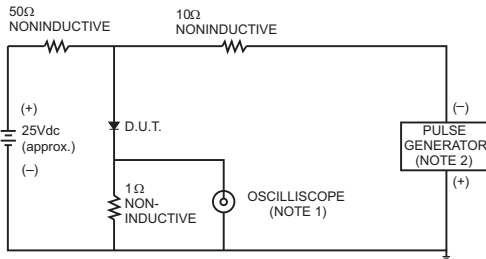 50Ω
NONINDUCTIVE
10Ω
NONINDUCTIVE
(+)
25Vdc
(approx.)
(–)
D.U.T.
1Ω
NON-
INDUCTIVE
OSCILLISCOPE
(NOTE 1)
(–)
PULSE
GENERATOR
(NOTE 2)
(+)